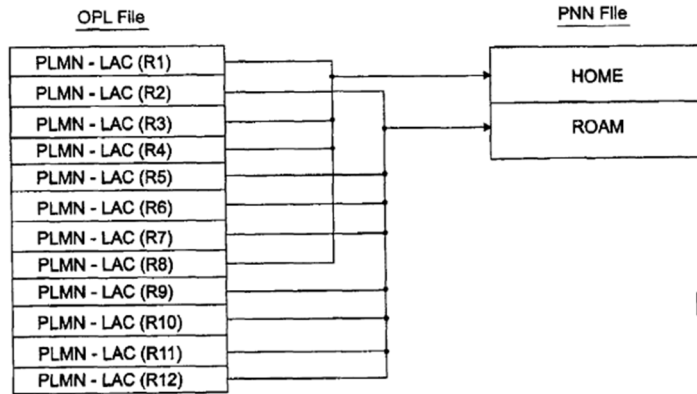 OPL File
PNN File
PLMN - LAC (R1)
PLMN - LAC (R2)
PLMN - LAC (R3)
PLMN - LAC (R4)
PLMN - LAC (R5)
PLMN - LAC (R6)
PLMN - LAC (R7)
PLMN - LAC (R8)
PLMN - LAC (R9)
PLMN - LAC (R10)
PLMN - LAC (R11)
PLMN - LAC (R12)
HOME
ROAM